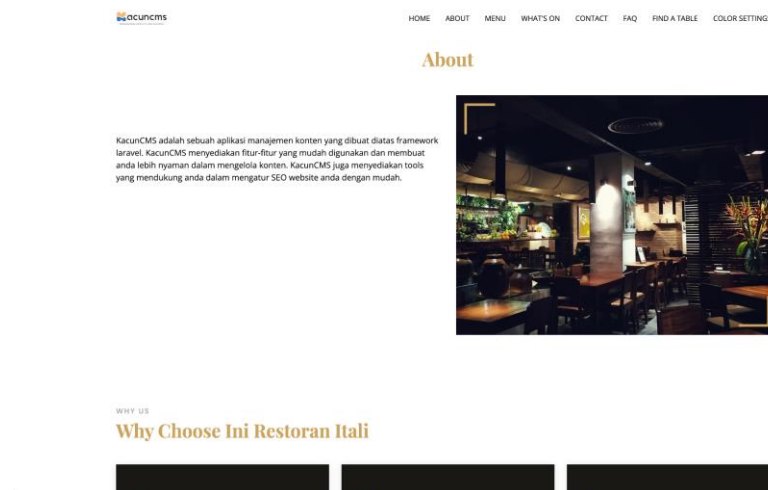 acuncms
HOME ABOUT MENU WHAT'S ON CONTACT FAQ FIND A TABLE COLOR SETTING
About
KacunCMS adalah sebuah aplikasi manajemen konten yang dibuat diatas framework
laravel. KacunCMS menyediakan fitur-fitur yang mudah digunakan dan membuat
anda lebih nyaman dalam mengelola konten. KacunCMS juga menyediakan tools
yang mendukung anda dalam mengatur SEO website anda dengan mudah.
WHY US
Why Choose Ini Restoran Itali